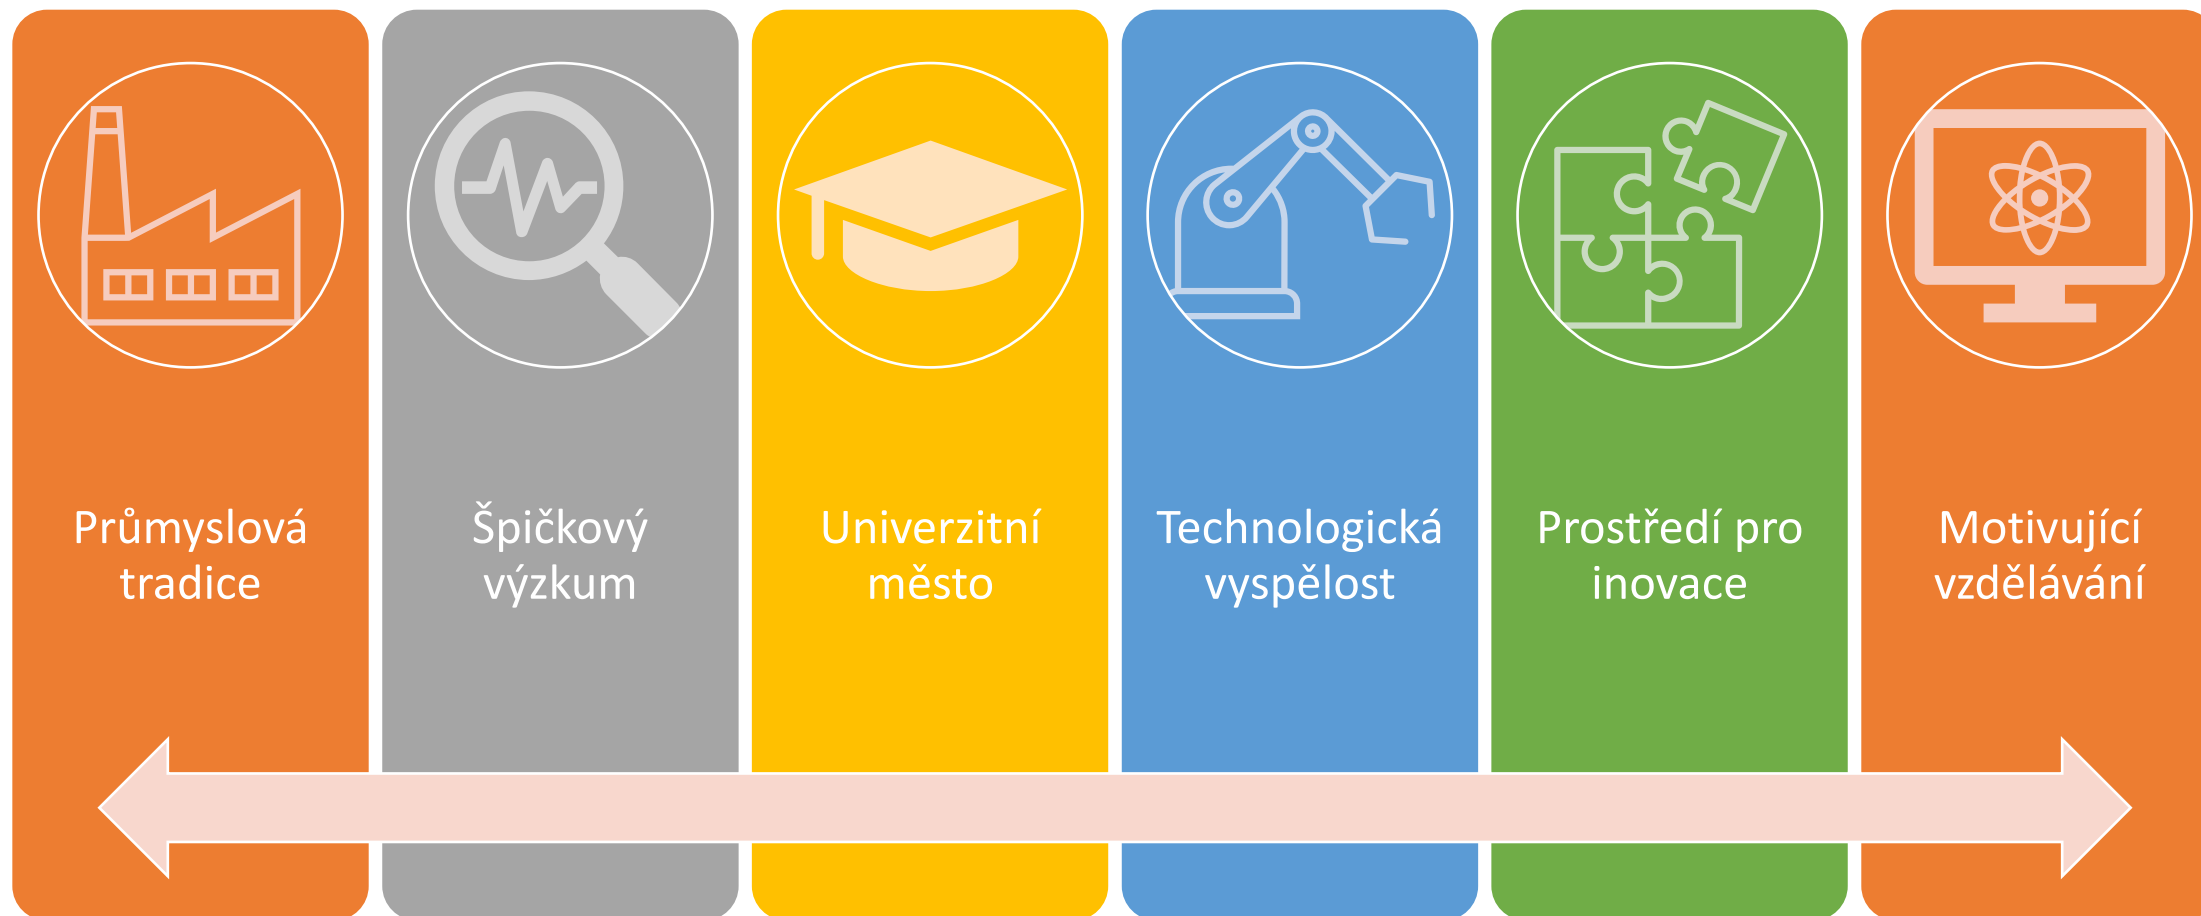 Průmyslová
tradice
Špičkový
výzkum
Univerzitní
město
Technologická
vyspělost
Prostředí pro
inovace
Motivující
vzdělávání